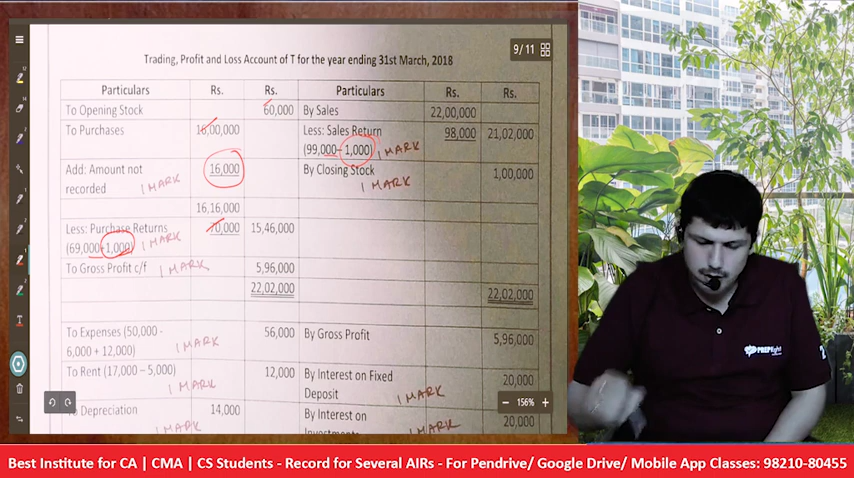 9/11
Trading, Profit and Loss Account of T for the year ending 31st March, 2018
Particulars Rs. Rs. Particulars Rs. Rs.
To Opening Stock 60,000 By Sales 22,00,000
To Purchases 16,00,000 Less: Sales Return 98,000 21,02,000
(99,000- 1,000) 1 MARK
Add: Amount not 16,000 By Closing Stock 1,00,000
recorded 1 MARK 1 MARK
16,16,000
Less: Purchase Returns 70,000 15,46,000
(69,000+1,000) 1 MARK
To Gross Profit c/f 1 MARK 5,96,000
22,02,000 22,02,000
To Expenses (50,000 - 56,000 By Gross Profit 5,96,000
6,000 + 12,000) 1 MARK
To Rent (17,000 – 5,000) 12,000 By Interest on Fixed 20,000
1 MARK Deposit 1 MARK
Depreciation 14,000 By Interest on 20,000
1 MARK 1 MARK
− 156% +
PREPLight
Best Institute for CA | CMA | CS Students - Record for Several AIRs - For Pendrive/ Google Drive/ Mobile App Classes: 98210-80455